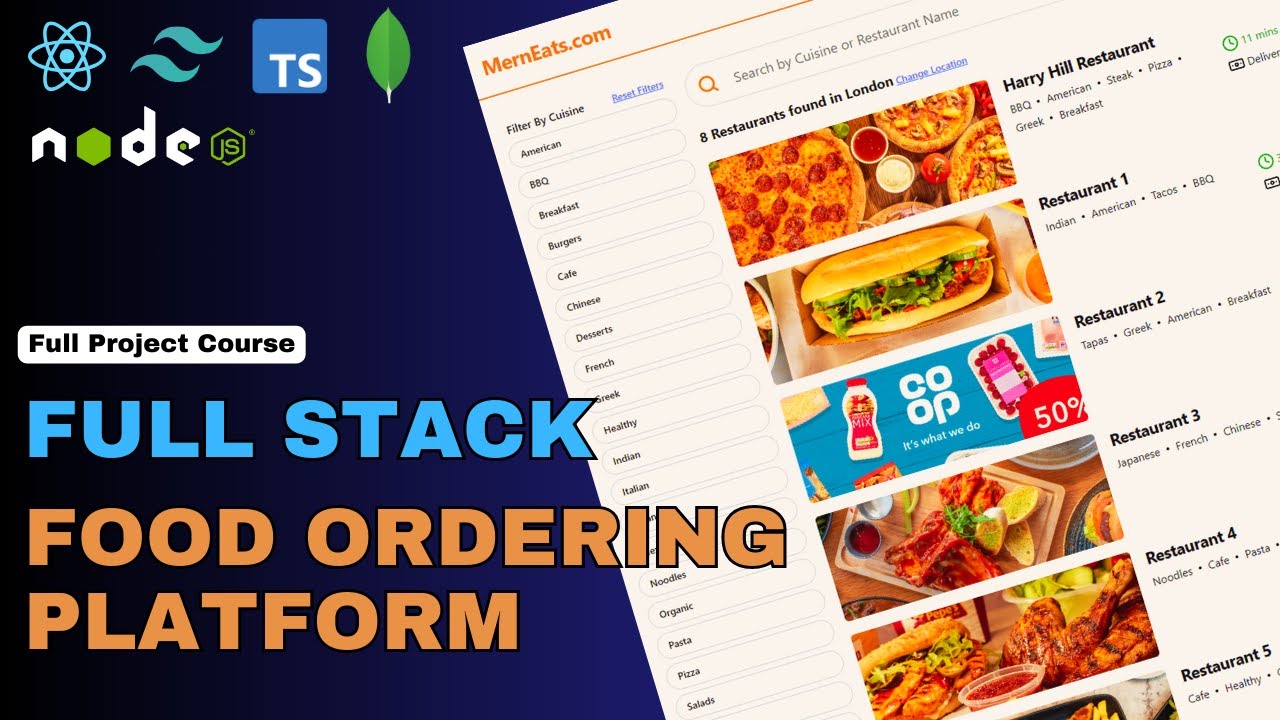 TS
node
JS
Full Project Course
FULL STACK
FOOD ORDERING
PLATFORM
MernEats.com
Search by Cuisine or Restaurant Name
Filter By Cuisine
Reset Filters
American
BBQ
Breakfast
Burgers
Cafe
Chinese
Desserts
French
Greek
Healthy
Indian
Italian
Noodles
Organic
Pasta
Pizza
Salads
8 Restaurants found in London Change Location
Harry Hill Restaurant
BBQ • American • Steak • Pizza •
Greek • Breakfast
11 mins
Restaurant 1
Indian • American • Tacos • BBQ
Restaurant 2
Tapas • Greek • American • Breakfast
CO
OP
It's what we do
MIX
50%
Restaurant 3
Japanese • French • Chinese •
Restaurant 4
Noodles • Cafe • Pasta •
Restaurant 5
Cafe • Healthy •